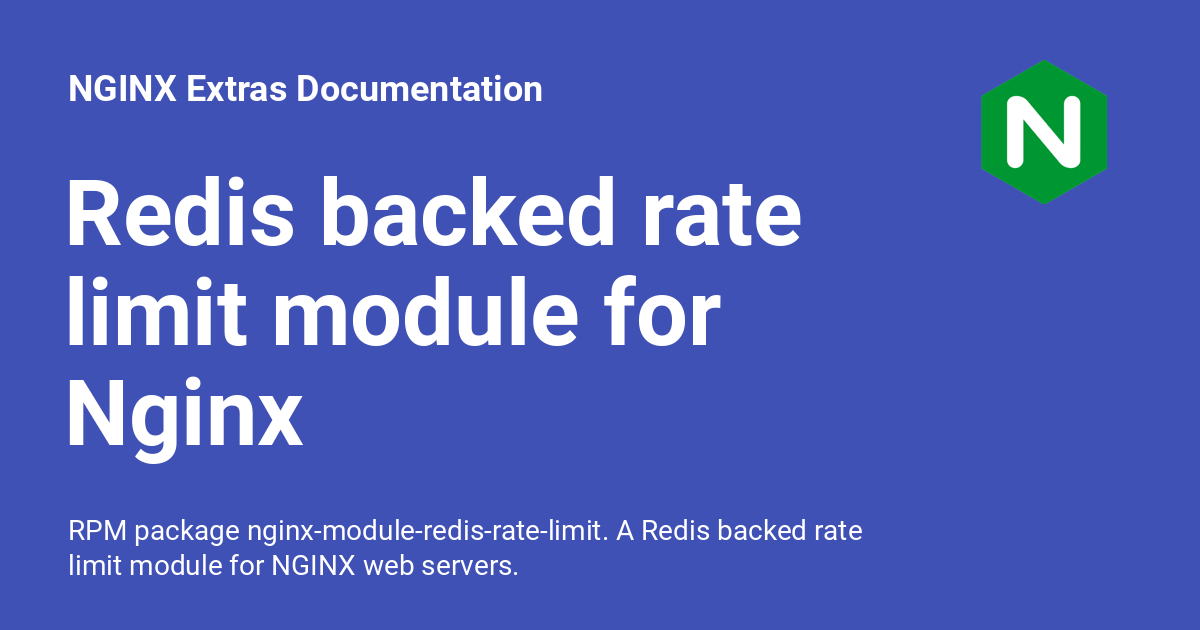 NGINX Extras Documentation
N
Redis backed rate
limit module for
Nginx
RPM package nginx-module-redis-rate-limit. A Redis backed rate
limit module for NGINX web servers.